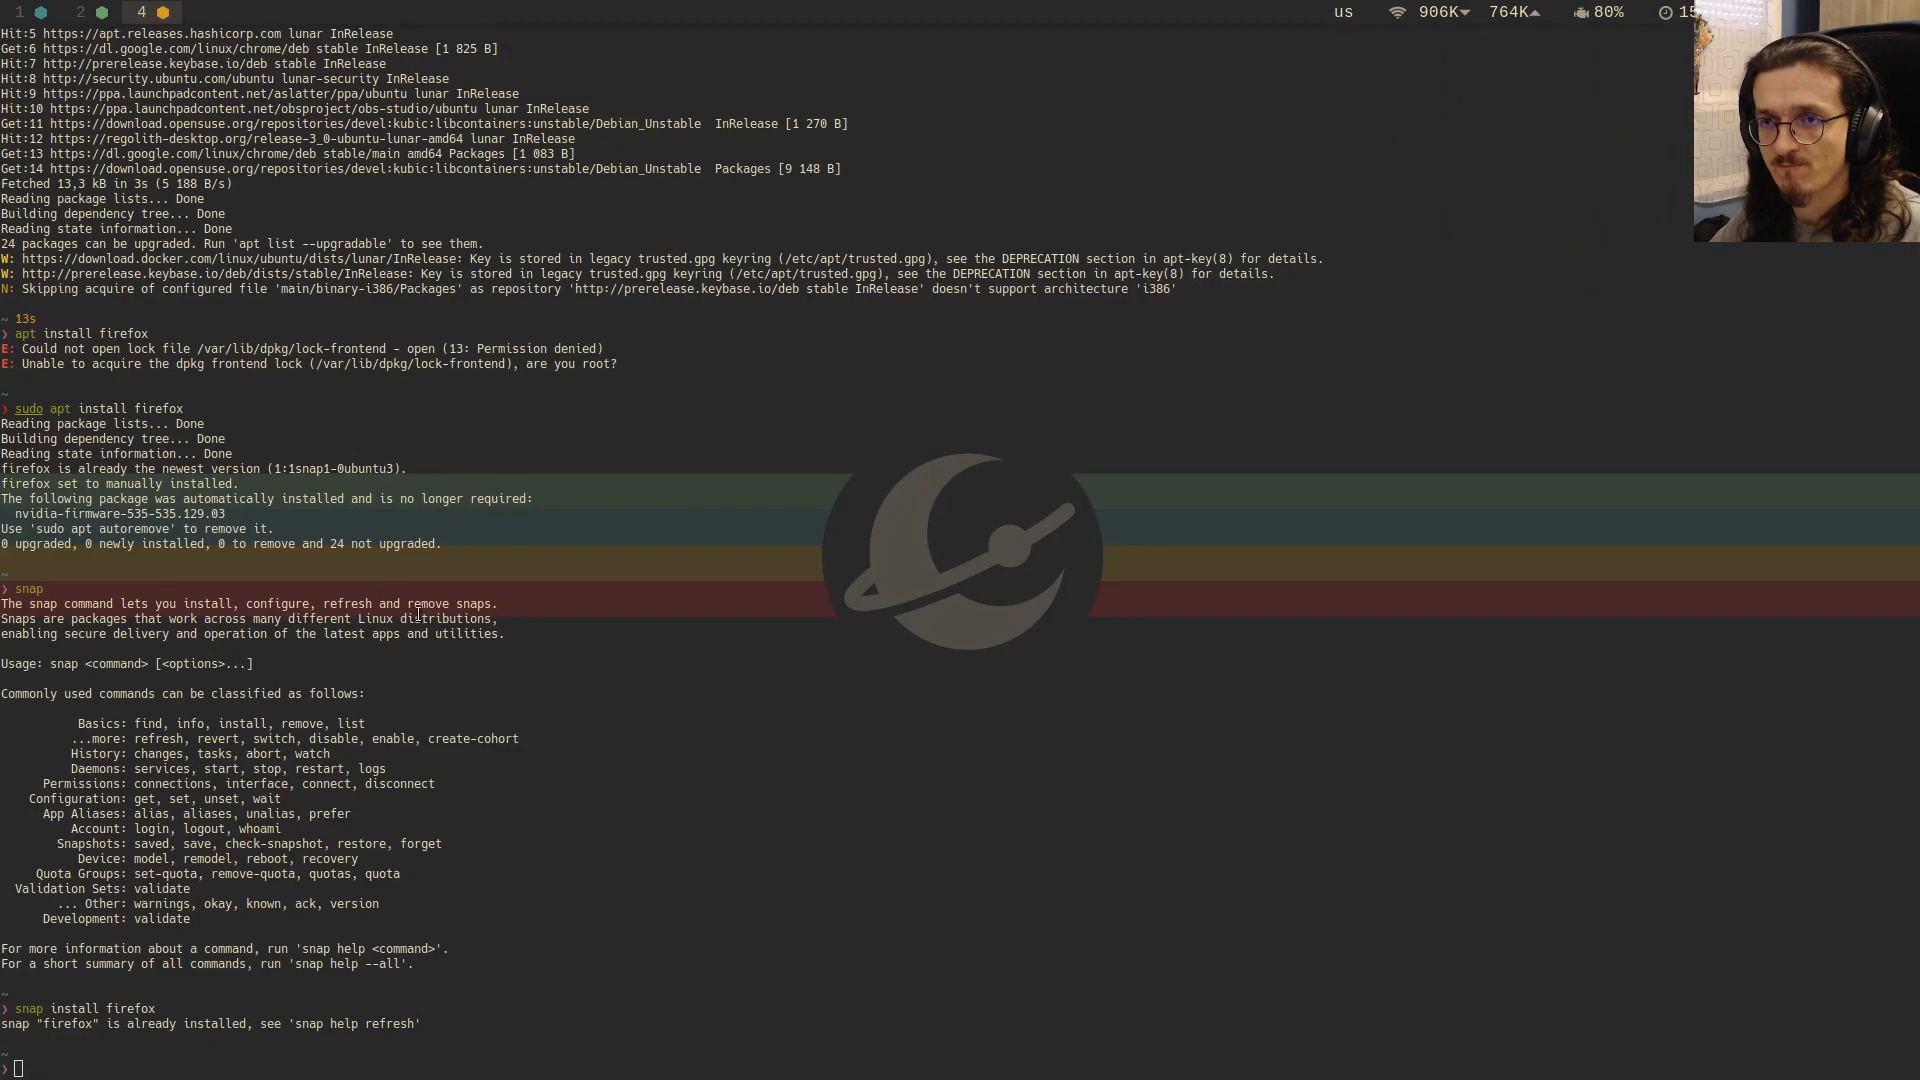 1 2 4 us 906K 764K 80% 15
Hit:5 https://apt.releases.hashicorp.com lunar InRelease
Get:6 https://dl.google.com/linux/chrome/deb stable InRelease [1 825 B]
Hit:7 http://prerelease.keybase.io/deb stable InRelease
Hit:8 http://security.ubuntu.com/ubuntu lunar-security InRelease
Hit:9 https://ppa.launchpadcontent.net/aslatter/ppa/ubuntu lunar InRelease
Hit:10 https://ppa.launchpadcontent.net/obsproject/obs-studio/ubuntu lunar InRelease
Get:11 https://download.opensuse.org/repositories/devel:kubic:libcontainers:unstable/Debian_Unstable  InRelease [1 270 B]
Hit:12 https://regolith-desktop.org/release-3_0-ubuntu-lunar-amd64 lunar InRelease
Get:13 https://dl.google.com/linux/chrome/deb stable/main amd64 Packages [1 083 B]
Get:14 https://download.opensuse.org/repositories/devel:kubic:libcontainers:unstable/Debian_Unstable  Packages [9 148 B]
Fetched 13,3 kB in 3s (5 188 B/s)
Reading package lists... Done
Building dependency tree... Done
Reading state information... Done
24 packages can be upgraded. Run 'apt list --upgradable' to see them.
W: https://download.docker.com/linux/ubuntu/dists/lunar/InRelease: Key is stored in legacy trusted.gpg keyring (/etc/apt/trusted.gpg), see the DEPRECATION section in apt-key(8) for details.
W: http://prerelease.keybase.io/deb/dists/stable/InRelease: Key is stored in legacy trusted.gpg keyring (/etc/apt/trusted.gpg), see the DEPRECATION section in apt-key(8) for details.
N: Skipping acquire of configured file 'main/binary-i386/Packages' as repository 'http://prerelease.keybase.io/deb stable InRelease' doesn't support architecture 'i386'
~ 13s
❯ apt install firefox
E: Could not open lock file /var/lib/dpkg/lock-frontend - open (13: Permission denied)
E: Unable to acquire the dpkg frontend lock (/var/lib/dpkg/lock-frontend), are you root?
~
❯ sudo apt install firefox
Reading package lists... Done
Building dependency tree... Done
Reading state information... Done
firefox is already the newest version (1:1snap1-0ubuntu3).
firefox set to manually installed.
The following package was automatically installed and is no longer required:
nvidia-firmware-535-535.129.03
Use 'sudo apt autoremove' to remove it.
0 upgraded, 0 newly installed, 0 to remove and 24 not upgraded.
~
❯ snap
The snap command lets you install, configure, refresh and remove snaps.
Snaps are packages that work across many different Linux distributions,
enabling secure delivery and operation of the latest apps and utilities.
Usage: snap <command> [<options>...]
Commonly used commands can be classified as follows:
Basics: find, info, install, remove, list
...more: refresh, revert, switch, disable, enable, create-cohort
History: changes, tasks, abort, watch
Daemons: services, start, stop, restart, logs
Permissions: connections, interface, connect, disconnect
Configuration: get, set, unset, wait
App Aliases: alias, aliases, unalias, prefer
Account: login, logout, whoami
Snapshots: saved, save, check-snapshot, restore, forget
Device: model, remodel, reboot, recovery
Quota Groups: set-quota, remove-quota, quotas, quota
Validation Sets: validate
... Other: warnings, okay, known, ack, version
Development: validate
For more information about a command, run 'snap help <command>'.
For a short summary of all commands, run 'snap help --all'.
~
❯ snap install firefox
snap "firefox" is already installed, see 'snap help refresh'
~
❯